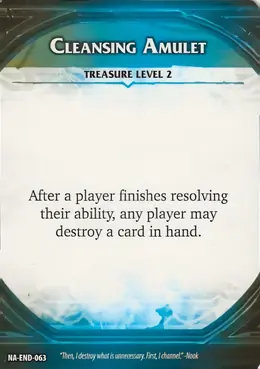 Cleansing Amulet
TREASURE LEVEL 2
After a player finishes resolving
their ability, any player may
destroy a card in hand.
NA-END-063
"Then, I destroy what is unnecessary. First, I channel." -Nook